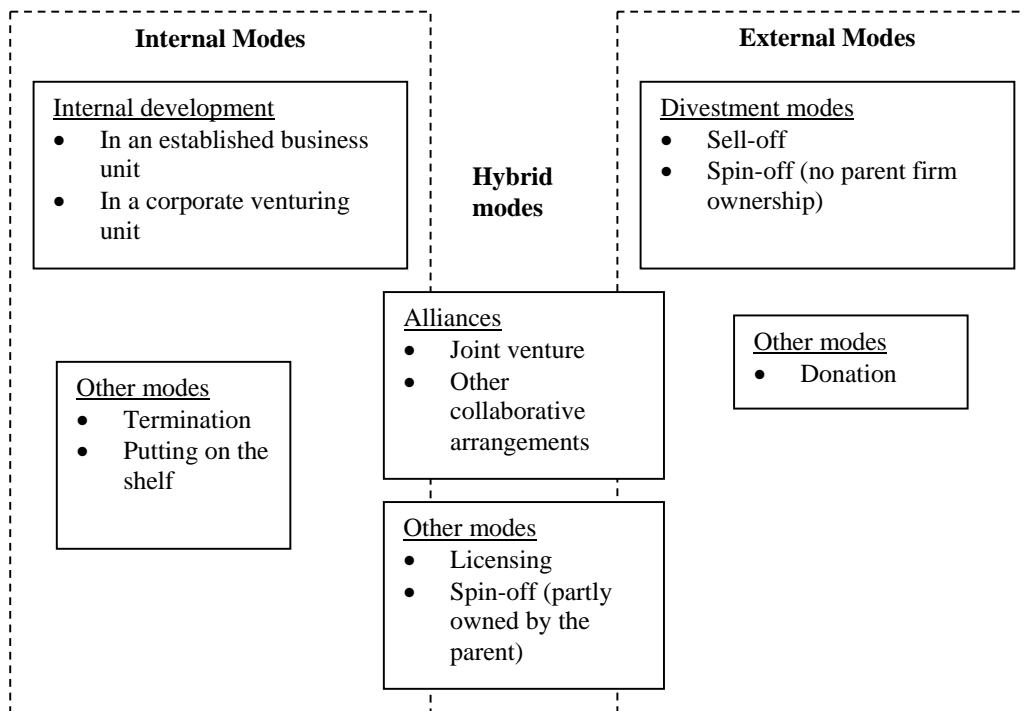 Internal Modes
Internal development
• In an established business
unit
• In a corporate venturing
unit
Other modes
• Termination
• Putting on the
shelf
Hybrid
modes
Alliances
• Joint venture
• Other
collaborative
arrangements
Other modes
• Licensing
• Spin-off (partly
owned by the
parent)
External Modes
Divestment modes
• Sell-off
• Spin-off (no parent firm
ownership)
Other modes
• Donation